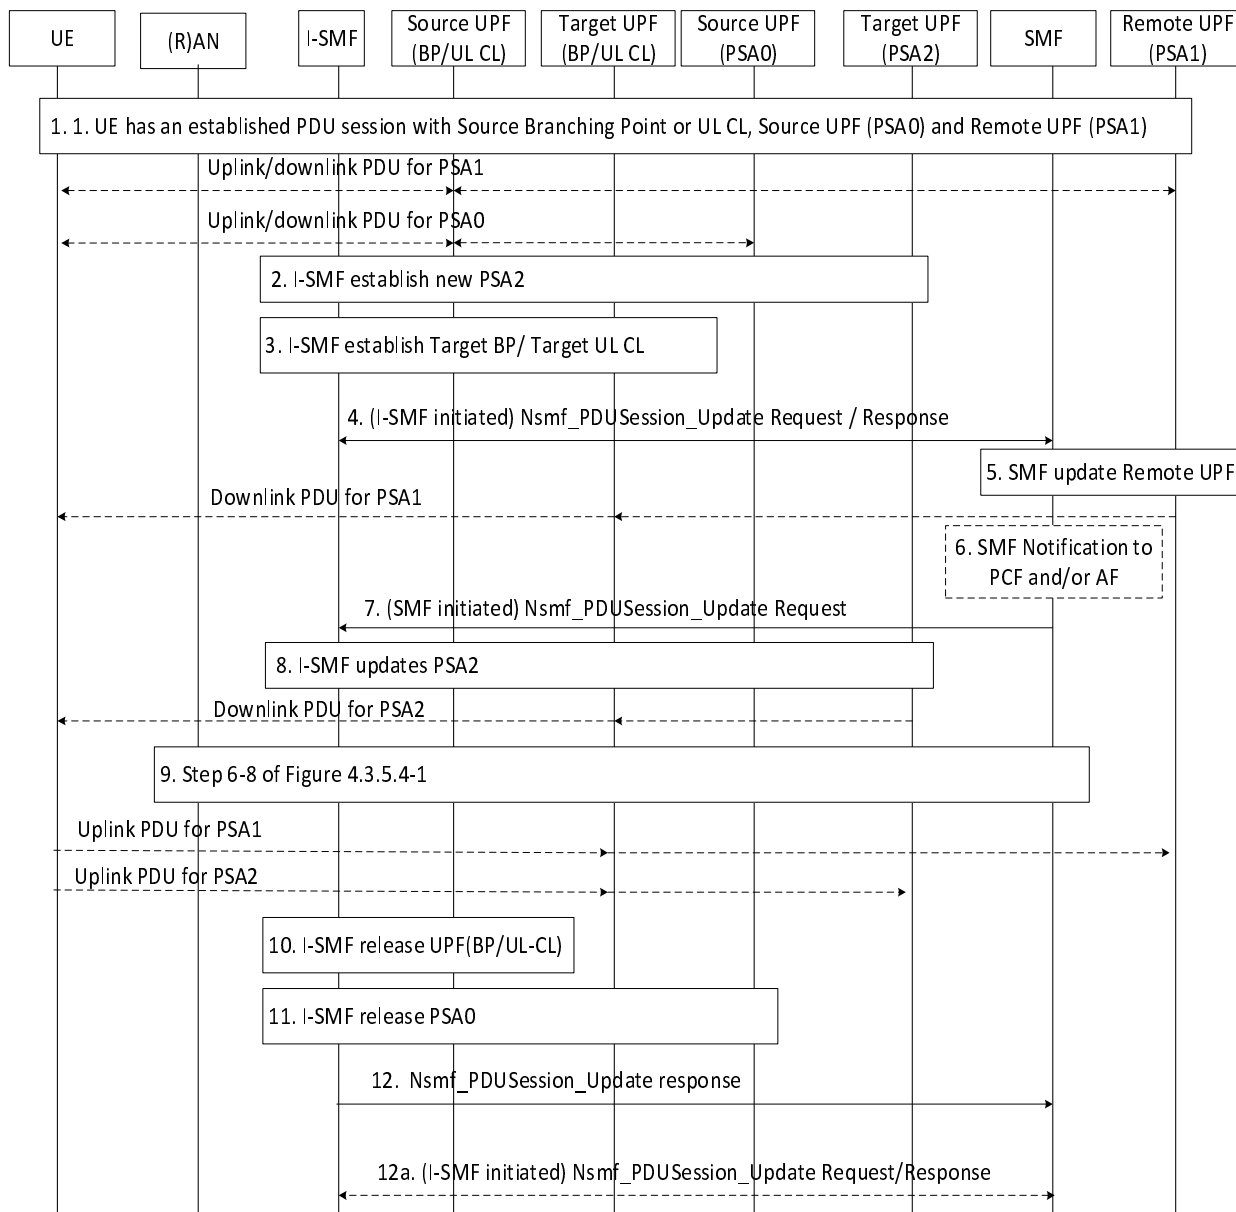 UE
(R)AN
I-SMF
Source UPF
(BP/UL CL)
Target UPF
(BP/UL CL)
Source UPF
(PSA0)
Target UPF
(PSA2)
SMF
Remote UPF
(PSA1)
1. 1. UE has an established PDU session with Source Branching Point or UL CL, Source UPF (PSA0) and Remote UPF (PSA1)
Uplink/downlink PDU for PSA1
Uplink/downlink PDU for PSA0
2. I-SMF establish new PSA2
3. I-SMF establish Target BP/ Target UL CL
4. (I-SMF initiated) Nsmf_PDUSession_Update Request / Response
5. SMF update Remote UPF
Downlink PDU for PSA1
6. SMF Notification to
PCF and/or AF
7. (SMF initiated) Nsmf_PDUSession_Update Request
8. I-SMF updates PSA2
Downlink PDU for PSA2
9. Step 6-8 of Figure 4.3.5.4-1
Uplink PDU for PSA1
Uplink PDU for PSA2
10. I-SMF release UPF(BP/UL-CL)
11. I-SMF release PSA0
12. Nsmf_PDUSession_Update response
12a. (I-SMF initiated) Nsmf_PDUSession_Update Request/Response